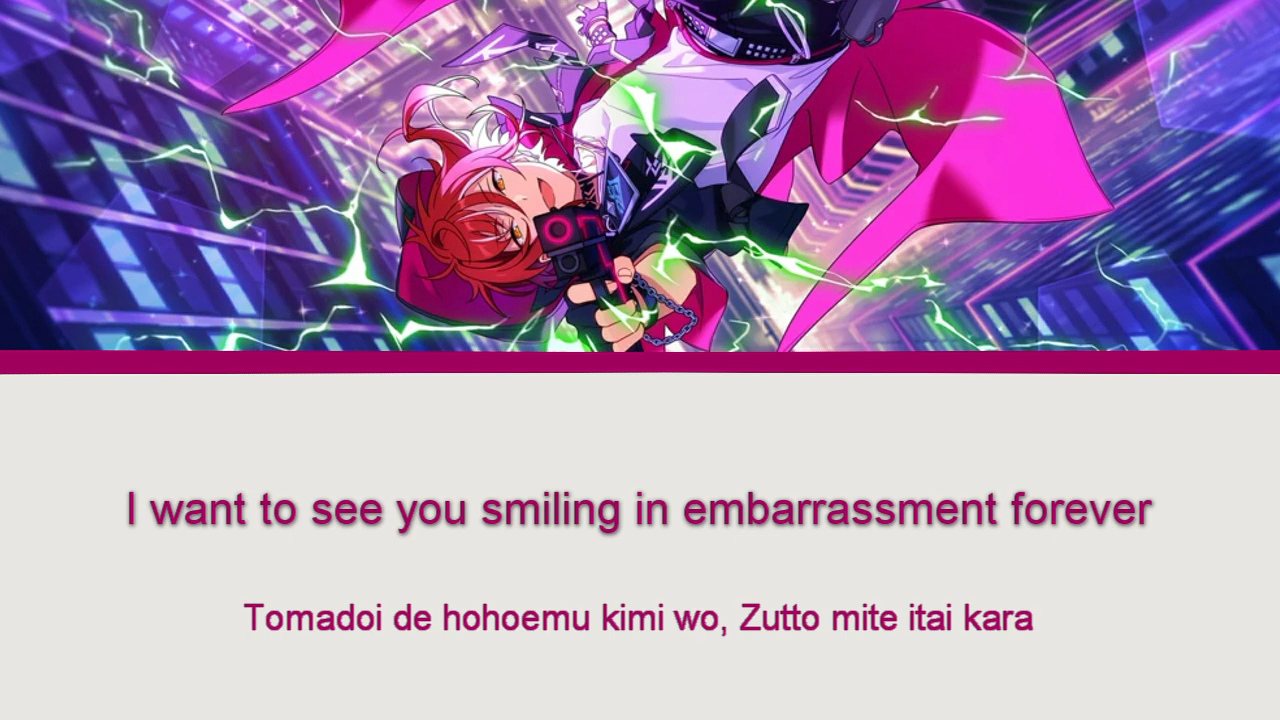 I want to see you smiling in embarrassment forever
Tomadoi de hohoemu kimi wo, Zutto mite itai kara